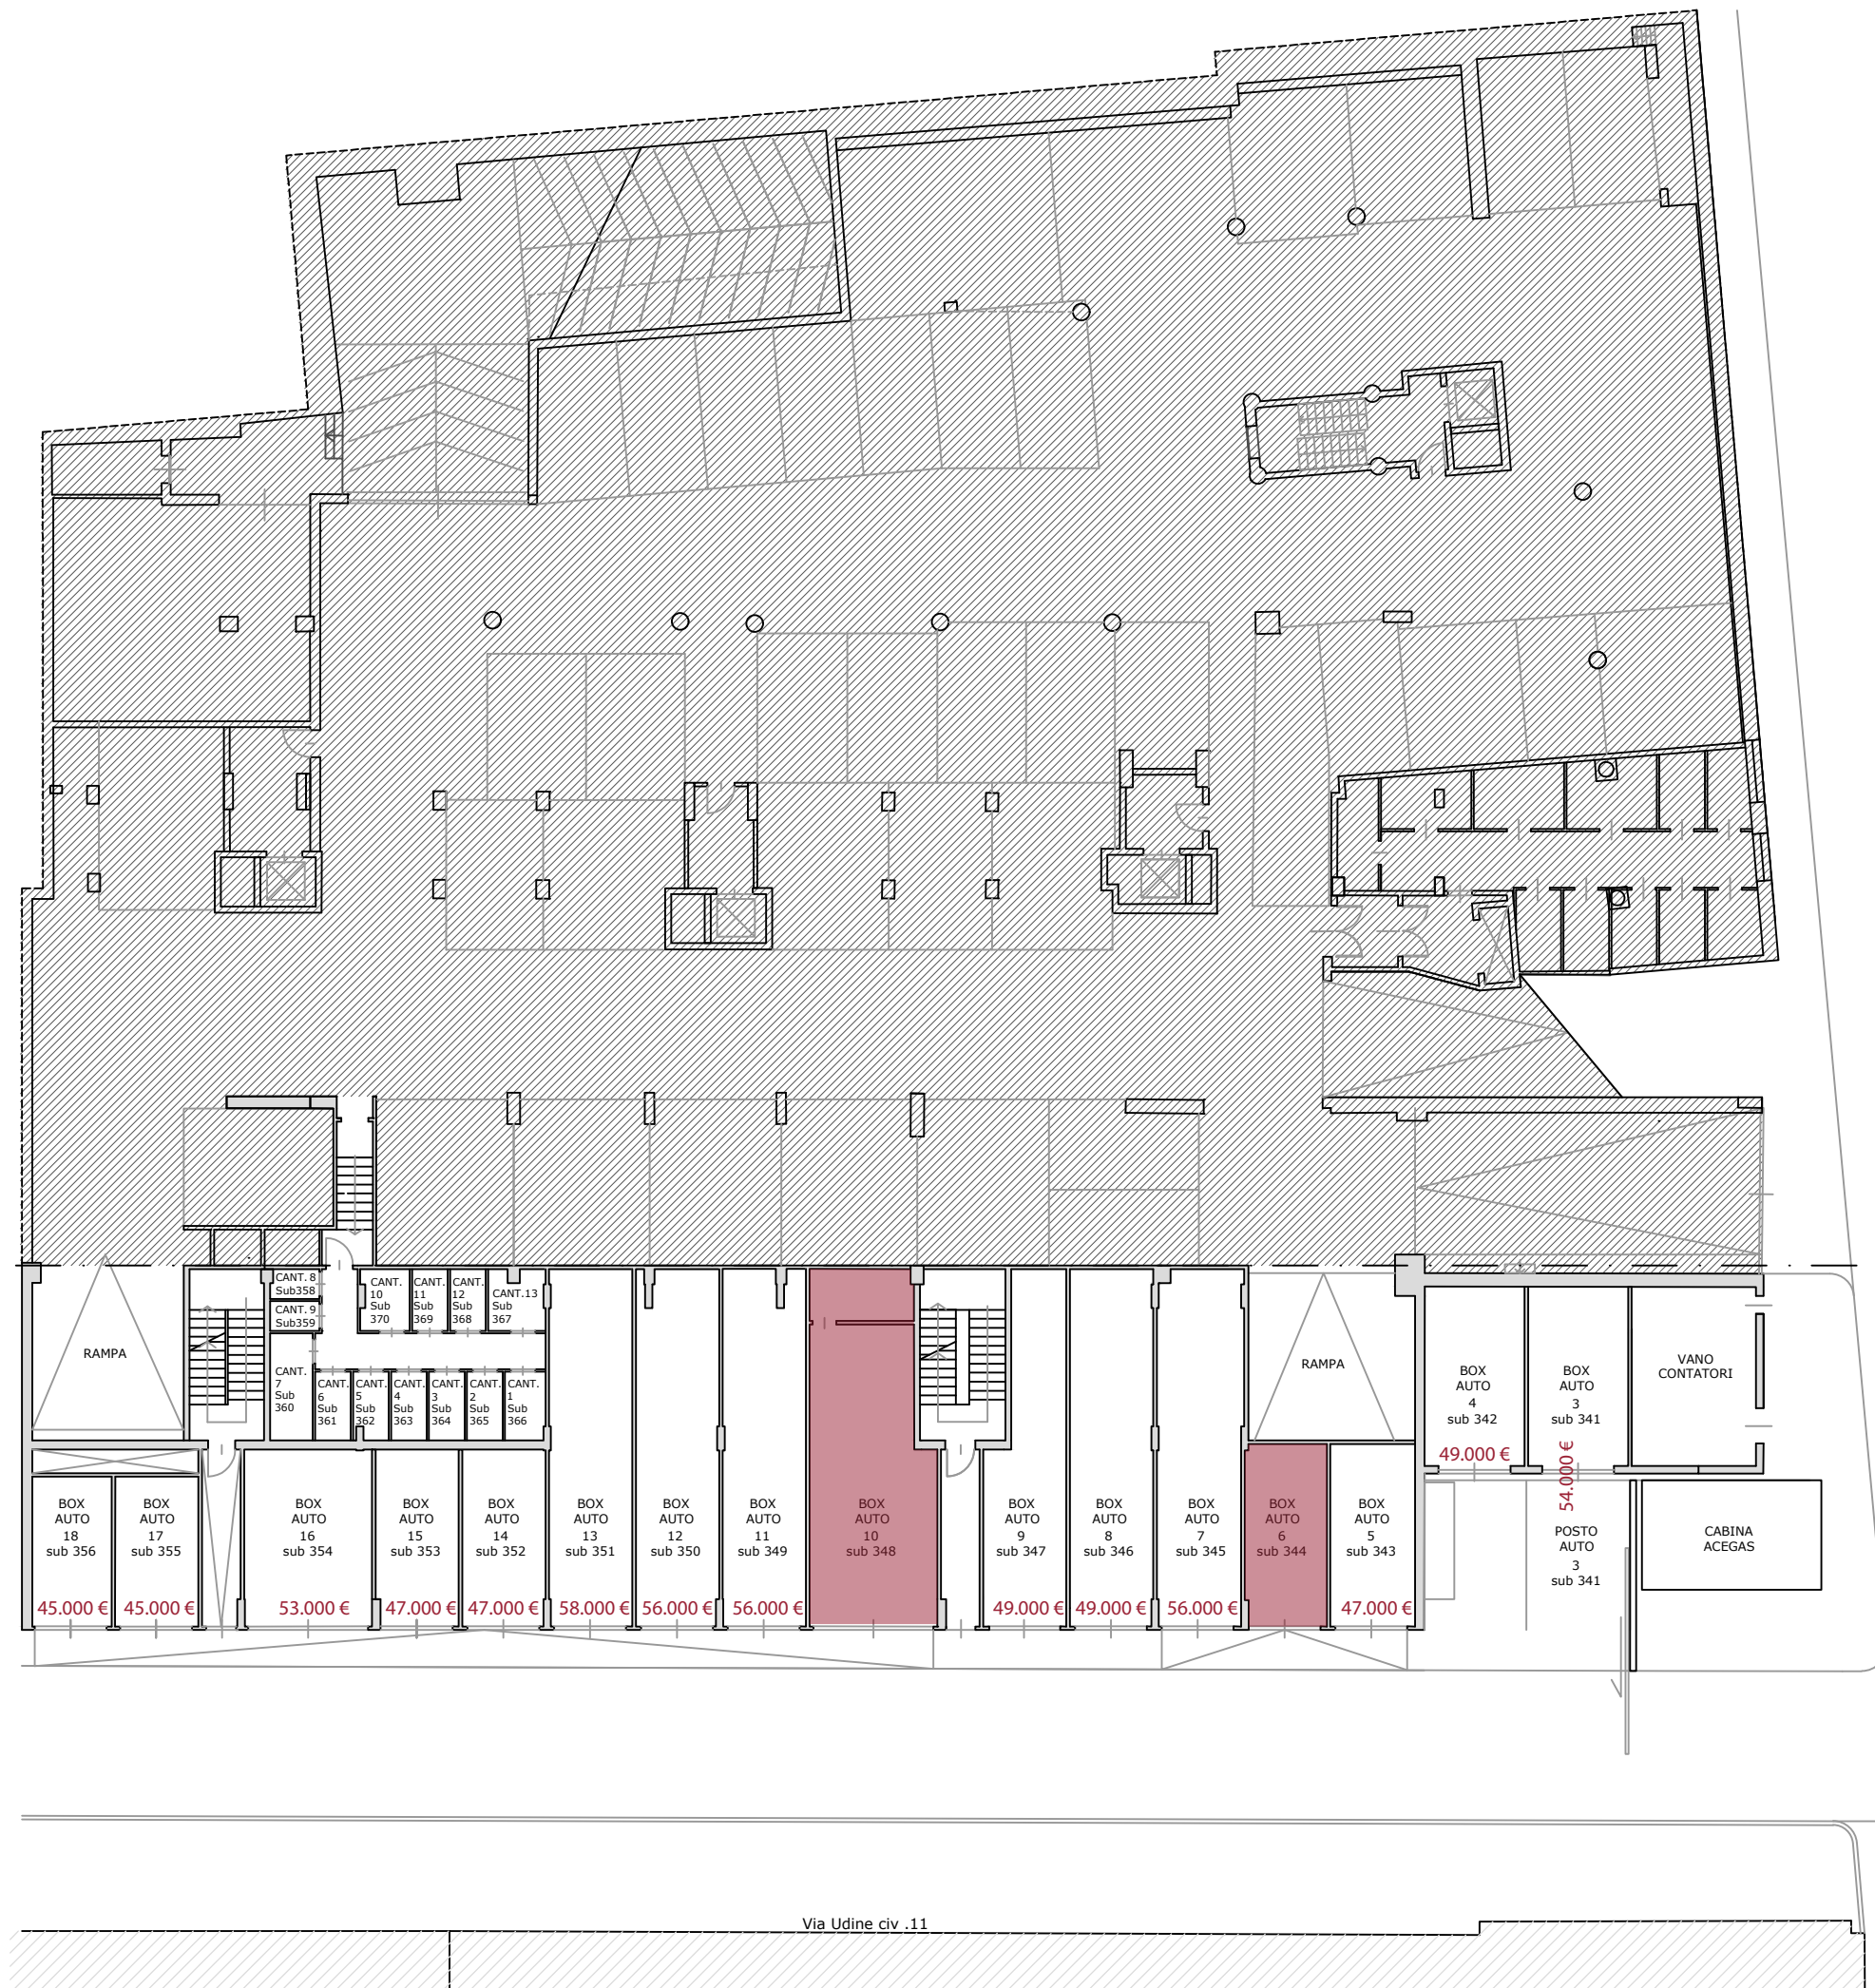 CANT. 8
Sub358
CANT. 9
Sub359
CANT.
10
Sub
370
CANT.
11
Sub
369
CANT.
12
Sub
368
CANT.13
Sub
367
RAMPA
CANT.
7
Sub
360
CANT.
6
Sub
361
CANT.
5
Sub
362
CANT.
4
Sub
363
CANT.
3
Sub
364
CANT.
2
Sub
365
CANT.
1
Sub
366
RAMPA
BOX
AUTO
4
sub 342
49.000 €
BOX
AUTO
3
sub 341
54.000 €
VANO
CONTATORI
BOX
AUTO
18
sub 356
45.000 €
BOX
AUTO
17
sub 355
45.000 €
BOX
AUTO
16
sub 354
53.000 €
BOX
AUTO
15
sub 353
47.000 €
BOX
AUTO
14
sub 352
47.000 €
BOX
AUTO
13
sub 351
58.000 €
BOX
AUTO
12
sub 350
56.000 €
BOX
AUTO
11
sub 349
56.000 €
BOX
AUTO
10
sub 348
BOX
AUTO
9
sub 347
49.000 €
BOX
AUTO
8
sub 346
49.000 €
BOX
AUTO
7
sub 345
56.000 €
BOX
AUTO
6
sub 344
BOX
AUTO
5
sub 343
47.000 €
POSTO
AUTO
3
sub 341
CABINA
ACEGAS
Via Udine civ .11